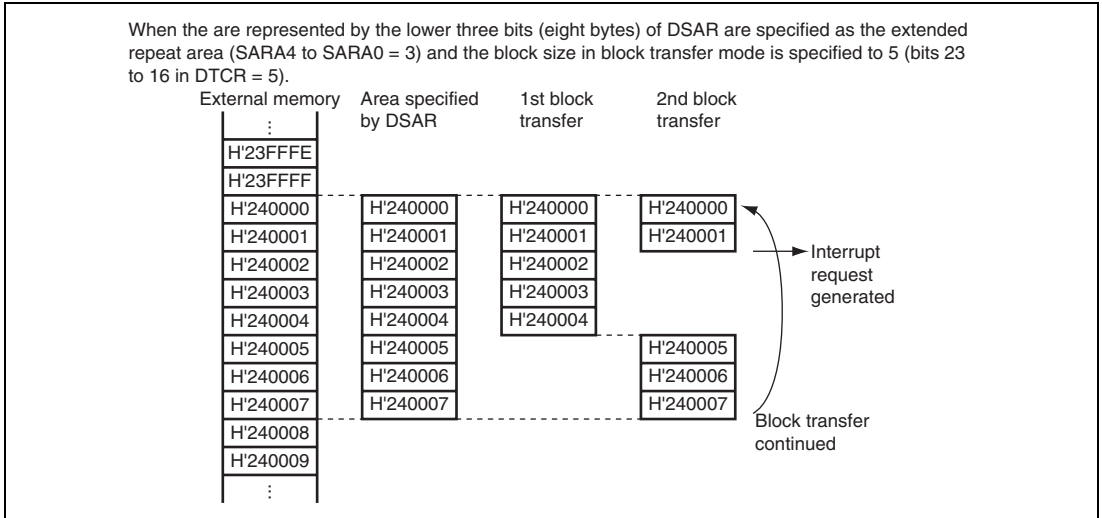 When the are represented by the lower three bits (eight bytes) of DSAR are specified as the extended
repeat area (SARA4 to SARA0 = 3) and the block size in block transfer mode is specified to 5 (bits 23
to 16 in DTCR = 5).
External memory Area specified by DSAR 1st block transfer 2nd block transfer
⋮
H'23FFFE
H'23FFFF
H'240000 H'240000 H'240000 H'240000
H'240001 H'240001 H'240001 H'240001
H'240002 H'240002 H'240002
H'240003 H'240003 H'240003
H'240004 H'240004 H'240004
H'240005 H'240005 H'240005
H'240006 H'240006 H'240006
H'240007 H'240007 H'240007
H'240008
H'240009
⋮
Interrupt
request
generated
Block transfer
continued